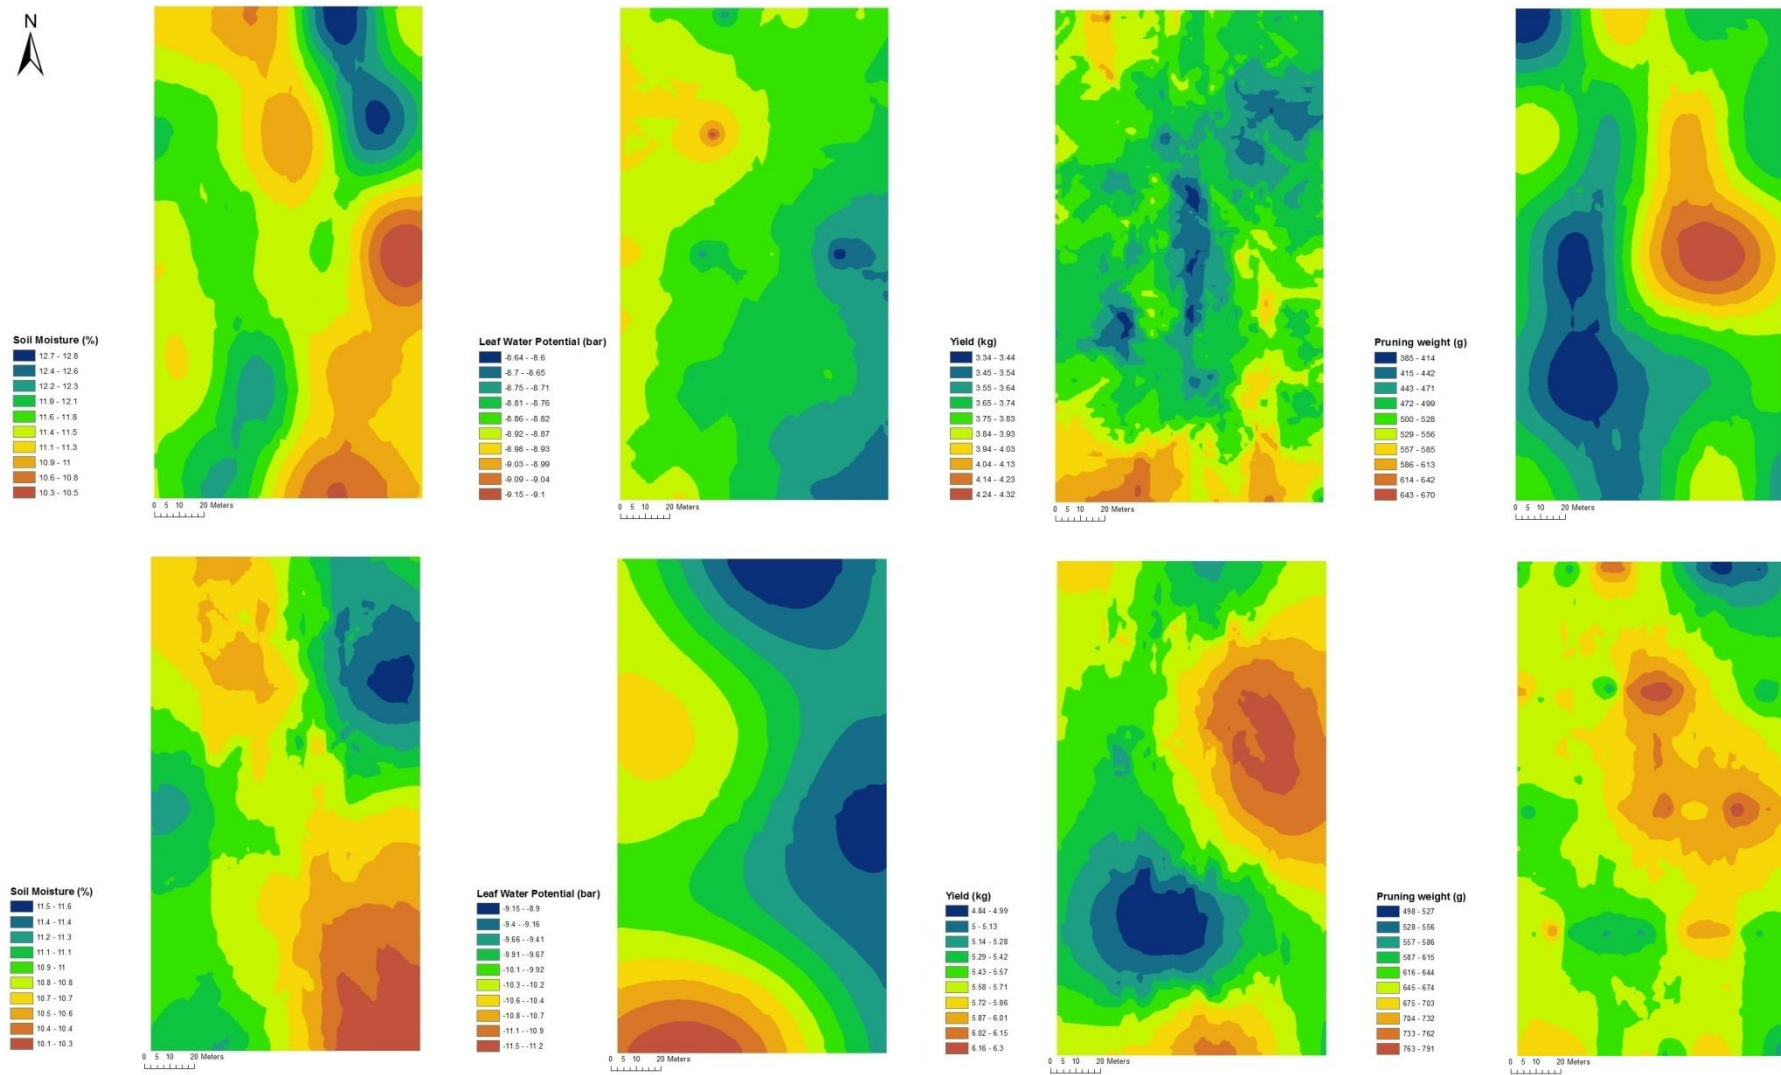 N
Soil Moisture (%)
12.7 - 12.8
12.4 - 12.6
12.2 - 12.3
11.9 - 12.1
11.6 - 11.8
11.4 - 11.5
11.1 - 11.3
10.9 - 11
10.6 - 10.8
10.3 - 10.5
0 5 10 20 Meters
Leaf Water Potential (bar)
-8.64 - -8.6
-8.7 - -8.65
-8.75 - -8.71
-8.81 - -8.76
-8.86 - -8.82
-8.92 - -8.87
-8.98 - -8.93
-9.03 - -8.99
-9.09 - -9.04
-9.15 - -9.1
0 5 10 20 Meters
Yield (kg)
3.34 - 3.44
3.45 - 3.54
3.55 - 3.64
3.65 - 3.74
3.75 - 3.83
3.84 - 3.93
3.94 - 4.03
4.04 - 4.13
4.14 - 4.23
4.24 - 4.32
0 5 10 20 Meters
Pruning weight (g)
385 - 414
415 - 442
443 - 471
472 - 499
500 - 528
529 - 556
557 - 585
586 - 613
614 - 642
643 - 670
0 5 10 20 Meters
Soil Moisture (%)
11.5 - 11.6
11.4 - 11.4
11.2 - 11.3
11.1 - 11.1
10.9 - 11
10.8 - 10.8
10.7 - 10.7
10.5 - 10.6
10.4 - 10.4
10.1 - 10.3
0 5 10 20 Meters
Leaf Water Potential (bar)
-9.15 - -8.9
-9.4 - -9.16
-9.66 - -9.41
-9.91 - -9.67
-10.1 - -9.92
-10.3 - -10.2
-10.6 - -10.4
-10.8 - -10.7
-11.1 - -10.9
-11.5 - -11.2
0 5 10 20 Meters
Yield (kg)
4.84 - 4.99
5 - 5.13
5.14 - 5.28
5.29 - 5.42
5.43 - 5.57
5.58 - 5.71
5.72 - 5.86
5.87 - 6.01
6.02 - 6.15
6.16 - 6.3
0 5 10 20 Meters
Pruning weight (g)
498 - 527
528 - 556
557 - 586
587 - 615
616 - 644
645 - 674
675 - 703
704 - 732
733 - 762
763 - 791
0 5 10 20 Meters